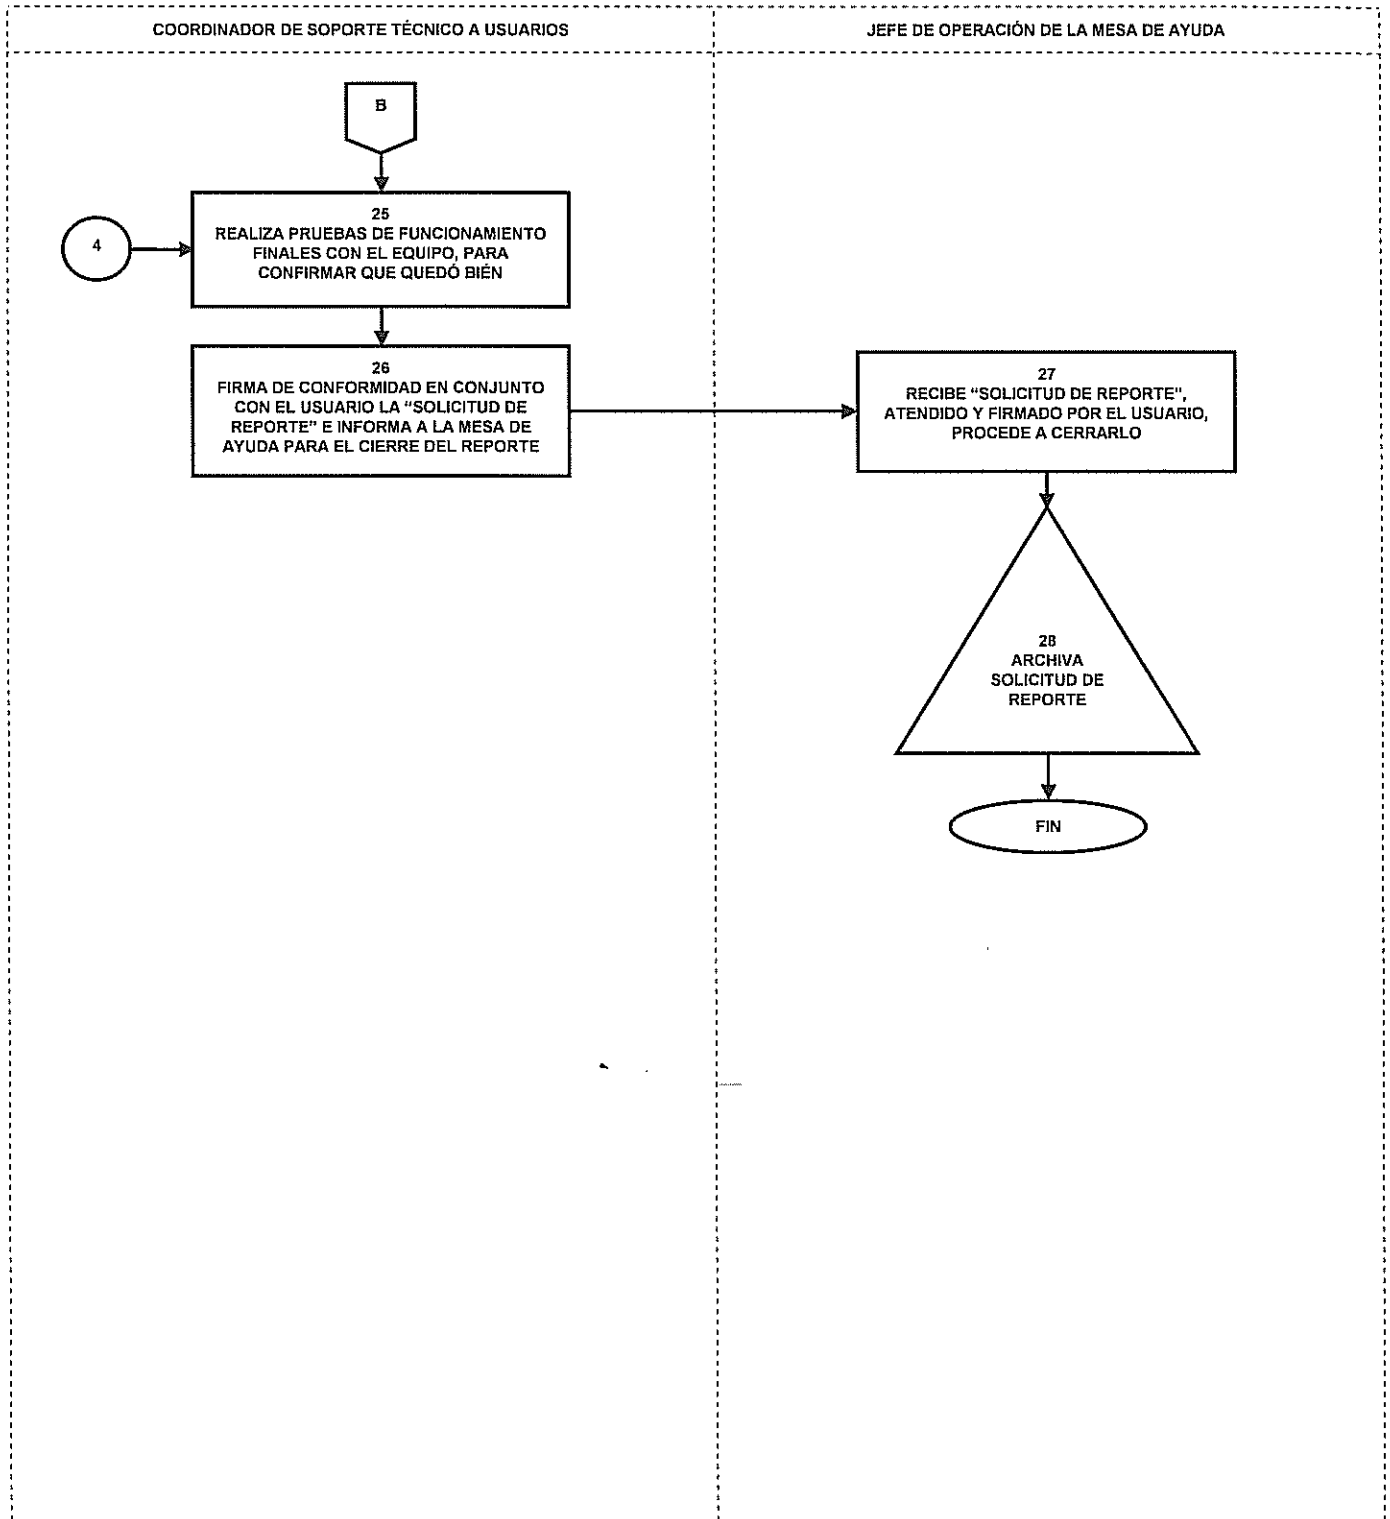 COORDINADOR DE SOPORTE TÉCNICO A USUARIOS
JEFE DE OPERACIÓN DE LA MESA DE AYUDA
B
4
25
REALIZA PRUEBAS DE FUNCIONAMIENTO
FINALES CON EL EQUIPO, PARA
CONFIRMAR QUE QUEDÓ BIÉN
26
FIRMA DE CONFORMIDAD EN CONJUNTO
CON EL USUARIO LA “SOLICITUD DE
REPORTE” E INFORMA A LA MESA DE
AYUDA PARA EL CIERRE DEL REPORTE
27
RECIBE “SOLICITUD DE REPORTE”,
ATENDIDO Y FIRMADO POR EL USUARIO,
PROCEDE A CERRARLO
28
ARCHIVA
SOLICITUD DE
REPORTE
FIN